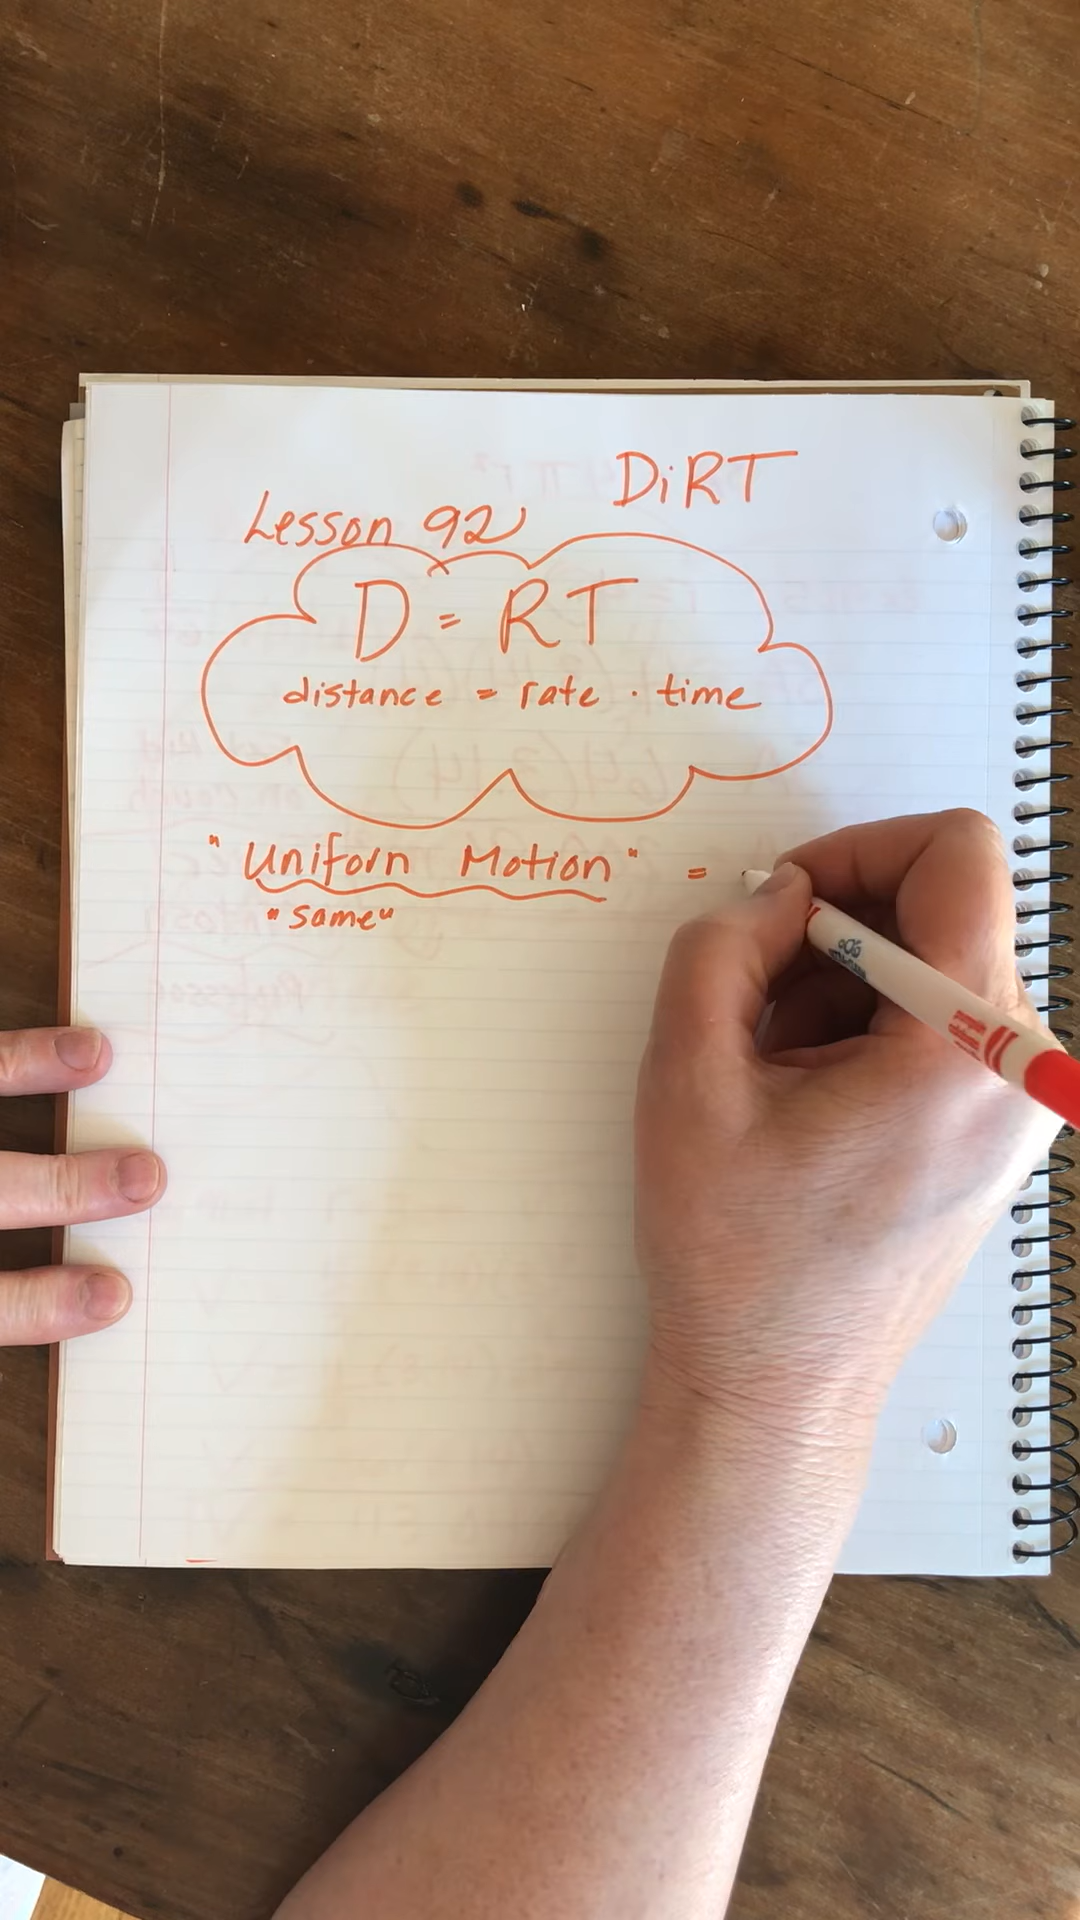 DiRT
Lesson 92
D = RT
distance = rate · time
"Uniform Motion" =
"same"